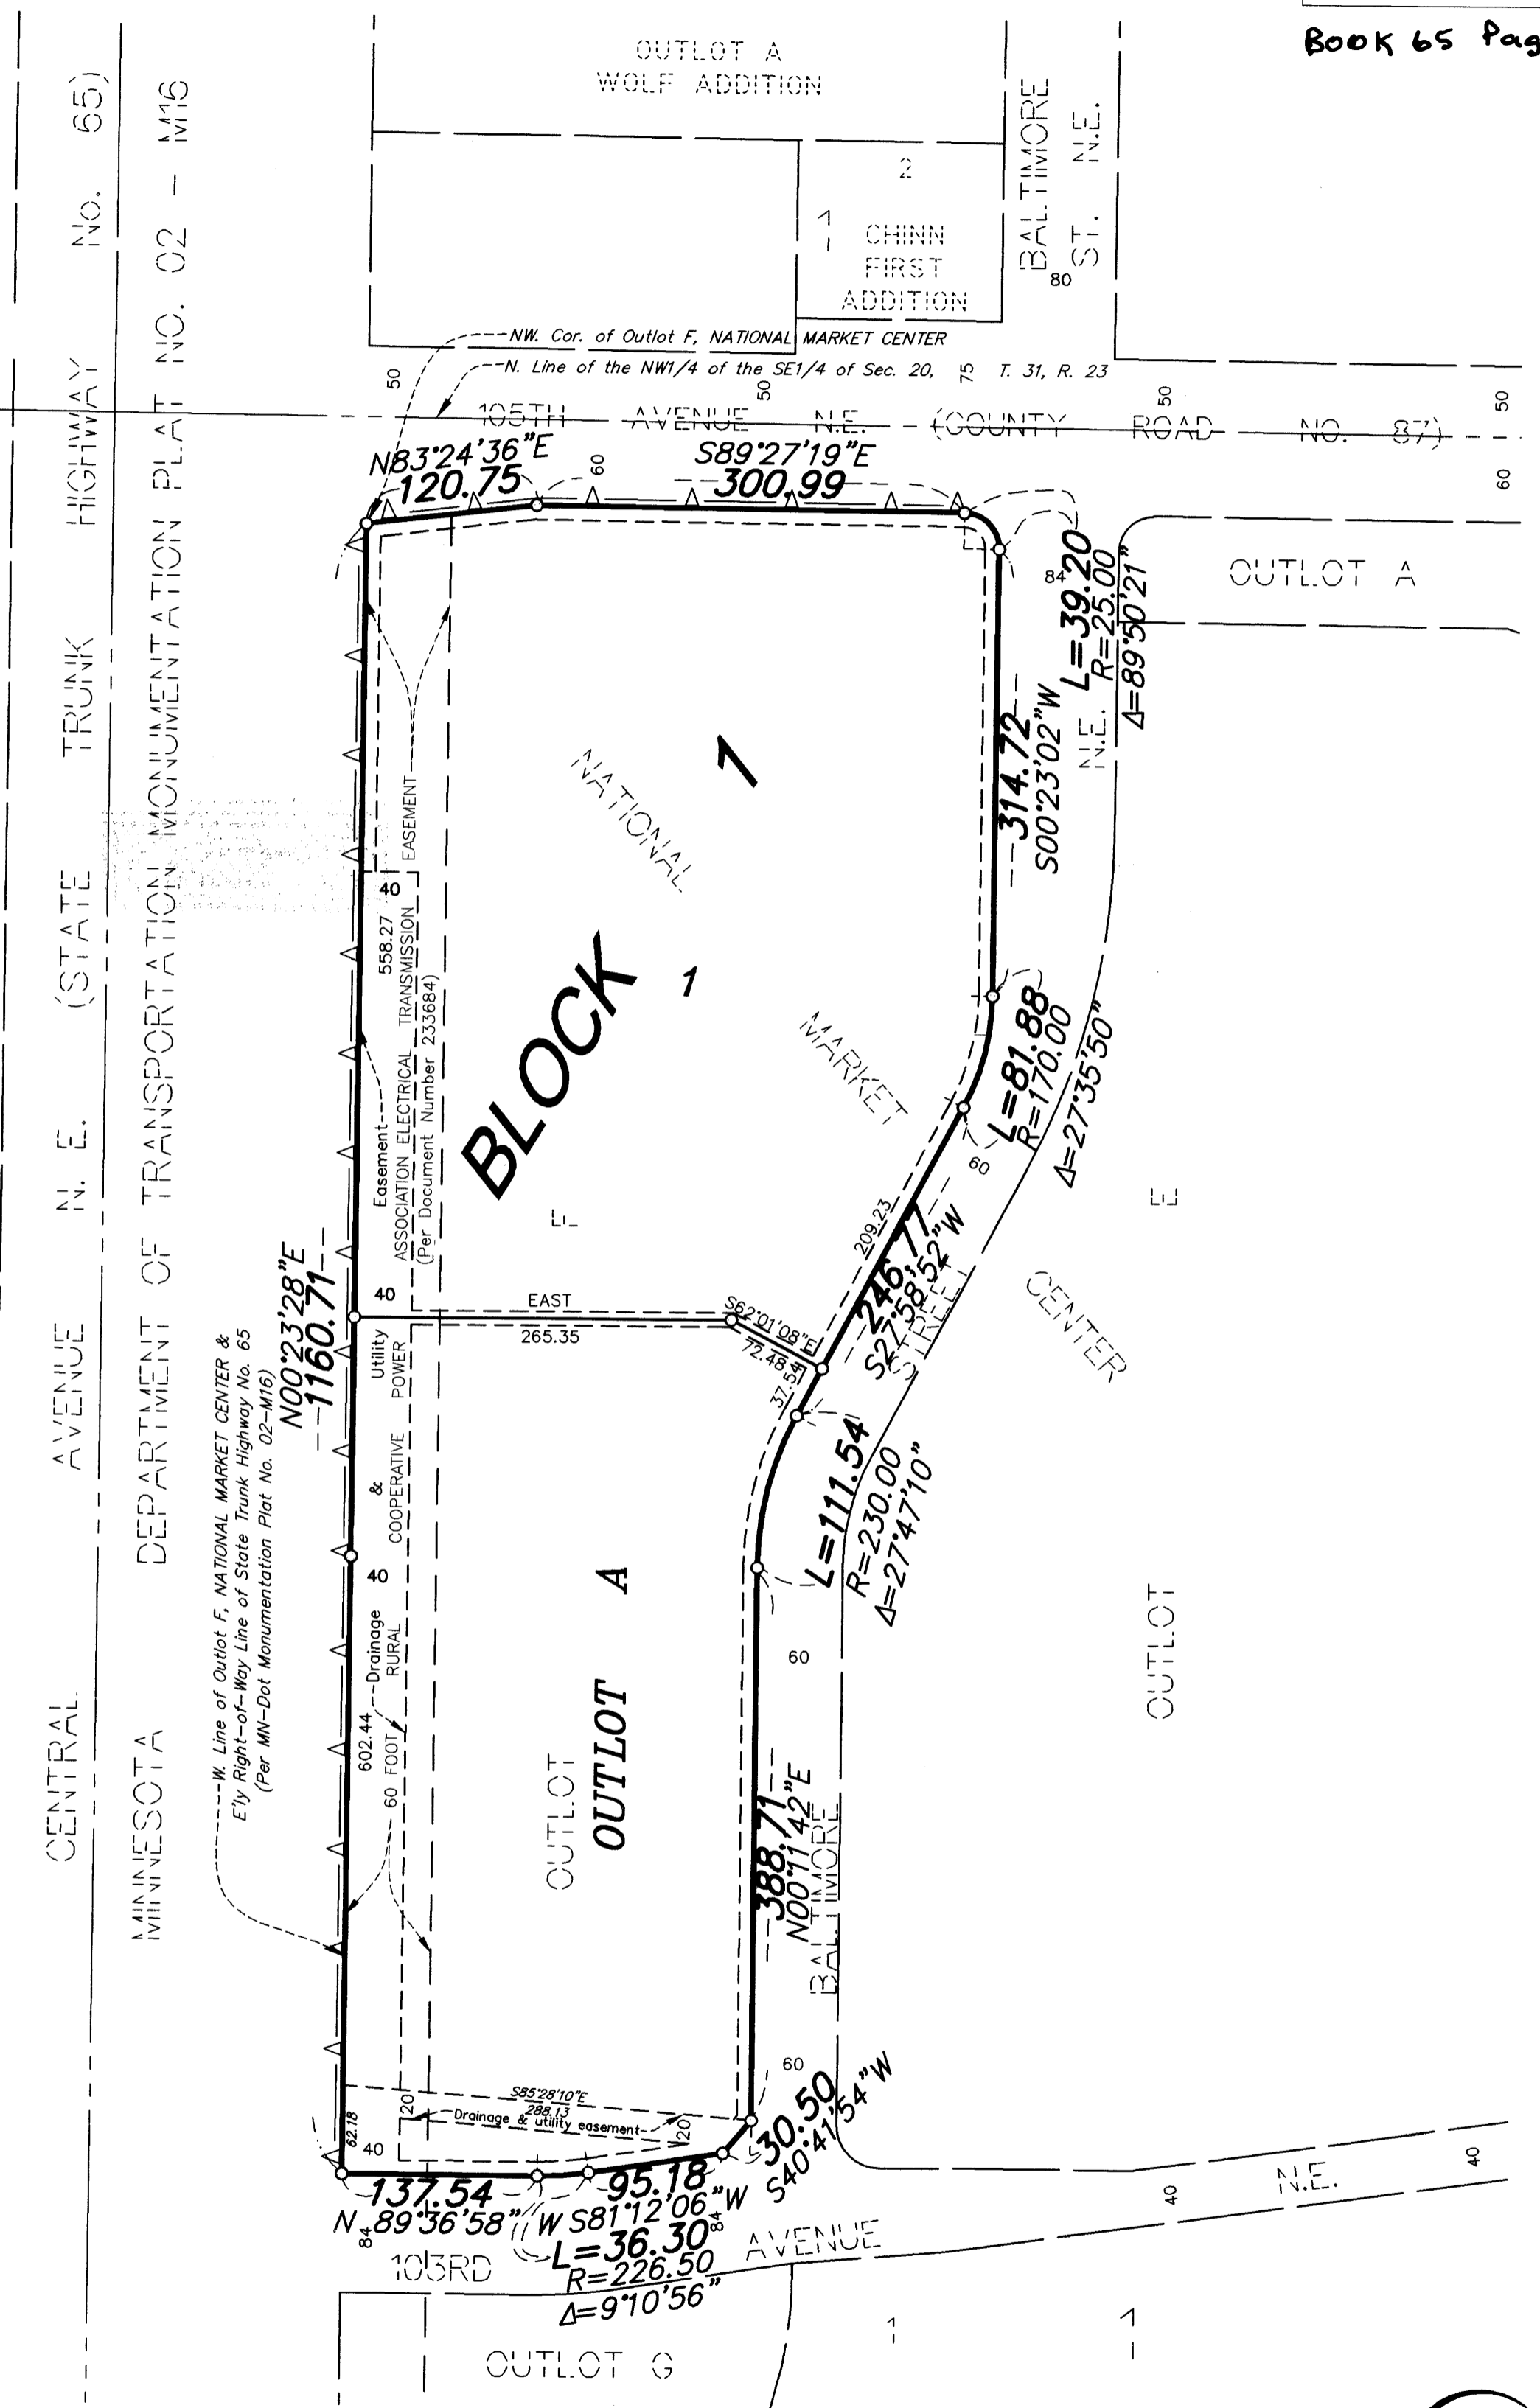 BOOK 65 Pag
OUTLOT A
WOLF ADDITION
BALTIMORE
ST. N.E.
80
2
1
CHINN
FIRST
ADDITION
NW. Cor. of Outlot F, NATIONAL MARKET CENTER
N. Line of the NW1/4 of the SE1/4 of Sec. 20, T. 31, R. 23
50
50
75
50
50
105TH AVENUE N.E. (COUNTY ROAD NO. 87)
60
60
N83°24'36"E
120.75
S89°27'19"E
300.99
L=39.20
R=25.00
Δ=89°50'21"
84
OUTLOT A
314.72
S00°23'02"W
N.E.
CENTRAL AVENUE N. E. (STATE TRUNK HIGHWAY No. 65)
MINNESOTA DEPARTMENT OF TRANSPORTATION MONUMENTATION PLAT NO. 02 - M16
NATIONAL
MARKET
CENTER
1
BLOCK
1
F
EASEMENT
40
558.27
Easement
ASSOCIATION ELECTRICAL TRANSMISSION
(Per Document Number 233684)
40
L=81.88
R=170.00
Δ=27°35'50"
60
209.23
246.77
S27°58'52"W
STREET
E
EAST
265.35
S62°01'08"E
72.48
37.54
N00°23'28"E
1160.71
W. Line of Outlot F, NATIONAL MARKET CENTER &
E'ly Right-of-Way Line of State Trunk Highway No. 65
(Per MN-Dot Monumentation Plat No. 02-M16)
Utility
POWER
&
COOPERATIVE
40
Drainage
RURAL
602.44
60 FOOT
L=111.54
R=230.00
Δ=27°47'10"
A
OUTLOT
OUTLOT
OUTLOT
60
388.71
N00°11'42"E
BALTIMORE
60
S85°28'10"E
288.13
Drainage & utility easement
20
20
62.18
40
30.50
S40°41'54"W
137.54
N 89°36'58"W
95.18
S81°12'06"W
L=36.30
R=226.50
Δ=9°10'56"
84
84
103RD AVENUE N.E.
40
40
OUTLOT G
1
1